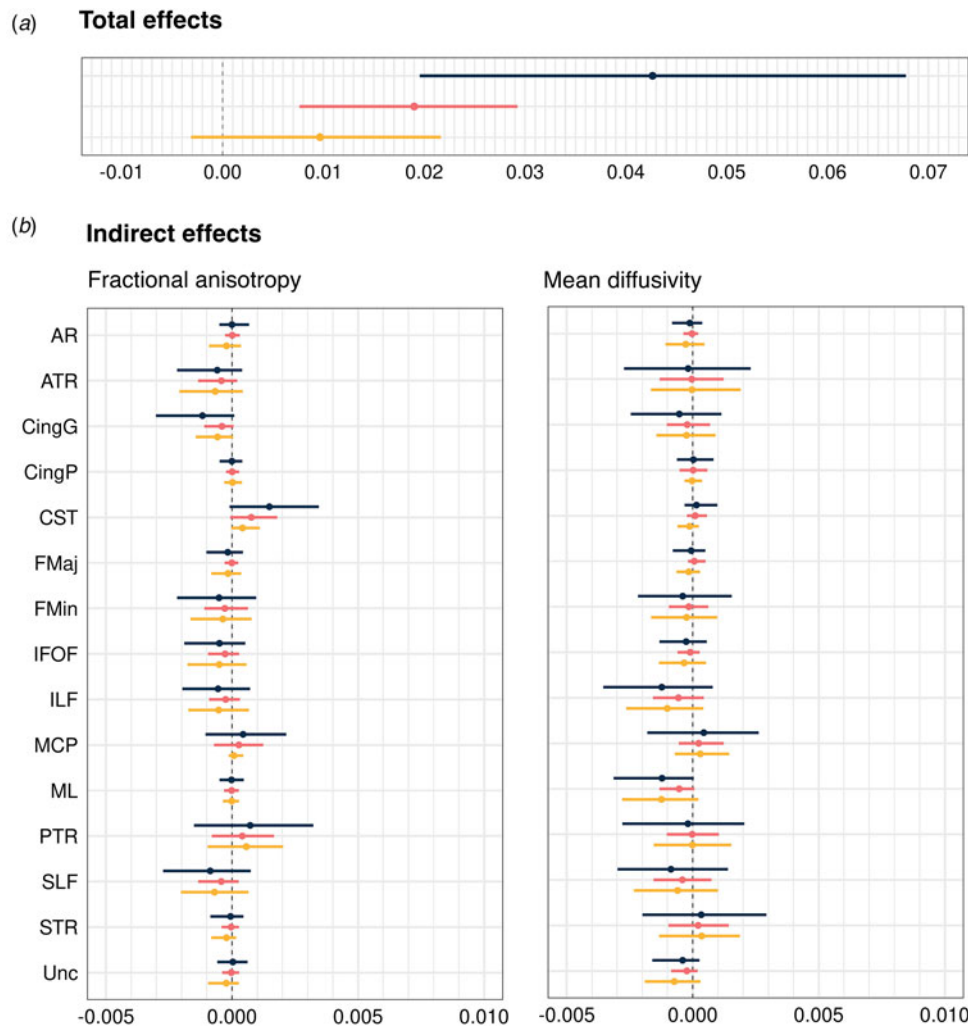 (a) Total effects
-0.01 0.00 0.01 0.02 0.03 0.04 0.05 0.06 0.07
(b) Indirect effects
Fractional anisotropy Mean diffusivity
AR
ATR
CingG
CingP
CST
FMaj
FMin
IFOF
ILF
MCP
ML
PTR
SLF
STR
Unc
-0.005 0.000 0.005 0.010 -0.005 0.000 0.005 0.010